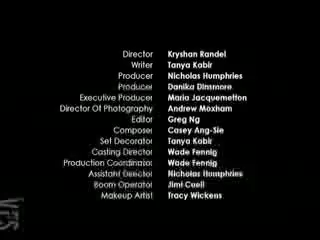 Director Kryshan Randel
Writer Tanya Kabir
Producer Nicholas Humphries
Producer Danika Dinsmore
Executive Producer Maria Jacquemetton
Director Of Photography Andrew Moxham
Editor Greg Ng
Composer Casey Ang-Sie
Set Decorator Tanya Kabir
Casting Director Wade Fennig
Production Coordinator Wade Fennig
Assistant Director Nicholas Humphries
Boom Operator Jimi Cuell
Makeup Artist Tracy Wickens
VFS